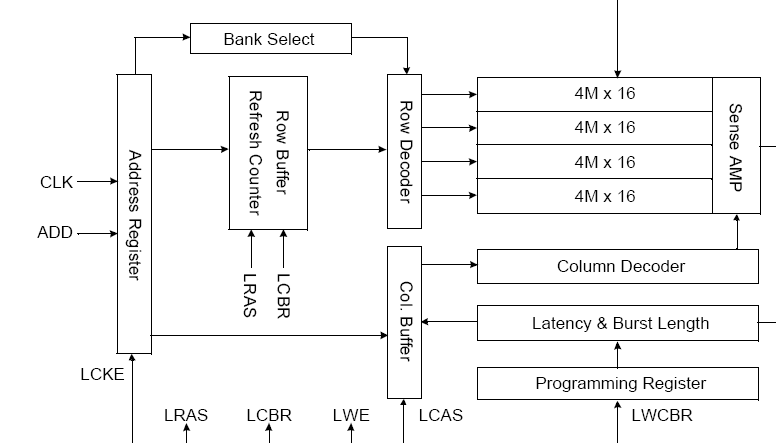 Bank Select
Address Register
Row Buffer
Refresh Counter
Row Decoder
4M x 16
4M x 16
4M x 16
4M x 16
Sense AMP
CLK
ADD
LRAS
LCBR
Col. Buffer
Column Decoder
Latency & Burst Length
Programming Register
LCKE
LRAS
LCBR
LWE
LCAS
LWCBR